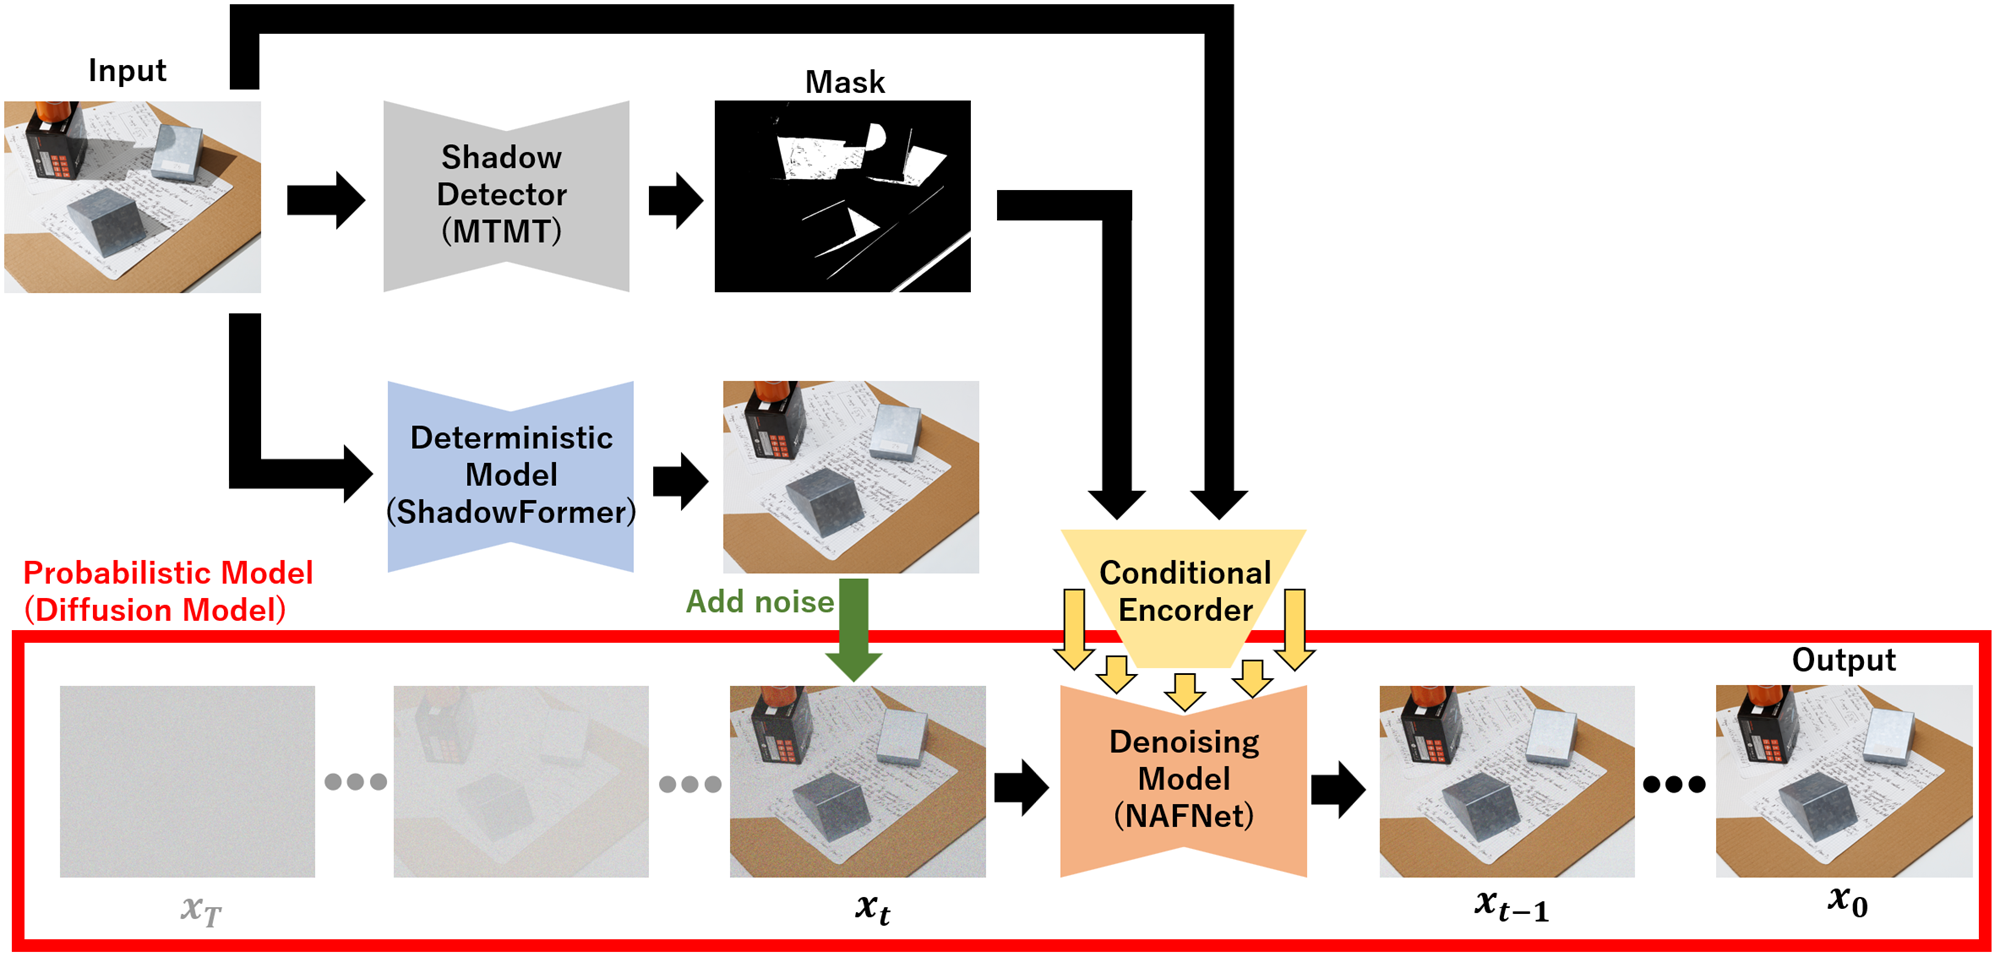 Input
Mask
Shadow
Detector
(MTMT)
Deterministic
Model
(ShadowFormer)
Probabilistic Model
(Diffusion Model)
Add noise
Conditional
Encorder
Output
Denoising
Model
(NAFNet)
x_T
x_t
x_{t−1}
x_0